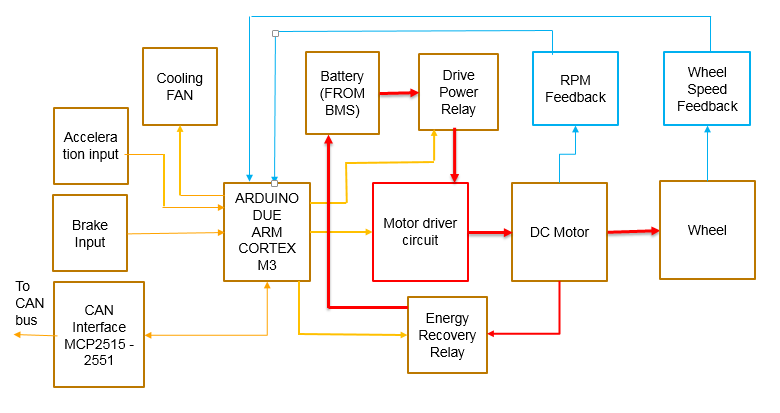 Cooling
FAN
Battery
(FROM
BMS)
Drive
Power
Relay
RPM
Feedback
Wheel
Speed
Feedback
Accelera
tion input
Brake
Input
ARDUINO
DUE
ARM
CORTEX
M3
Motor driver
circuit
DC Motor
Wheel
To
CAN
bus
CAN
Interface
MCP2515 -
2551
Energy
Recovery
Relay